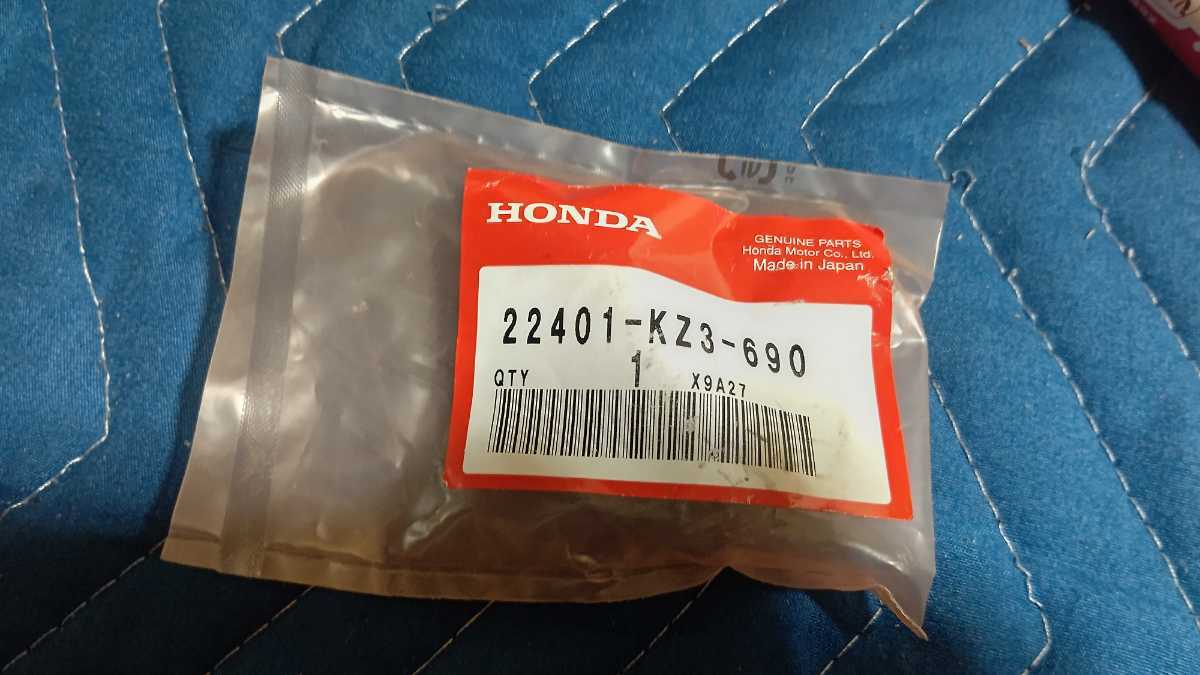 HONDA
GENUINE PARTS
Honda Motor Co., Ltd.
Made in Japan
22401-KZ3-690
QTY 1 X9A27